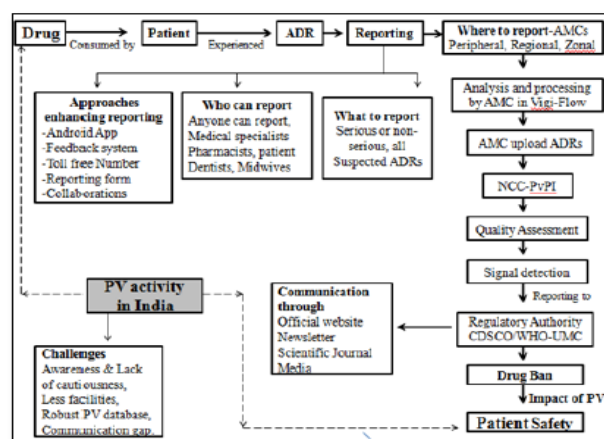 Drug
Consumed by
Patient
Experienced
ADR
Reporting
Where to report-AMCs
Peripheral, Regional, Zonal
Approaches
enhancing reporting
-Android App
-Feedback system
-Toll free Number
-Reporting form
-Collaborations
Who can report
Anyone can report,
Medical specialists
Pharmacists, patient
Dentists, Midwives
What to report
Serious or non-
serious, all
Suspected ADRs
Analysis and processing
by AMC in Vigi-Flow
AMC upload ADRs
NCC-PvPI
Quality Assessment
Signal detection
Reporting to
Regulatory Authority
CDSCO/WHO-UMC
Drug Ban
Impact of PV
Patient Safety
Communication
through
Official website
Newsletter
Scientific Journal
Media
PV activity
in India
Challenges
Awareness & Lack
of cautiousness,
Less facilities,
Robust PV database,
Communication gap.